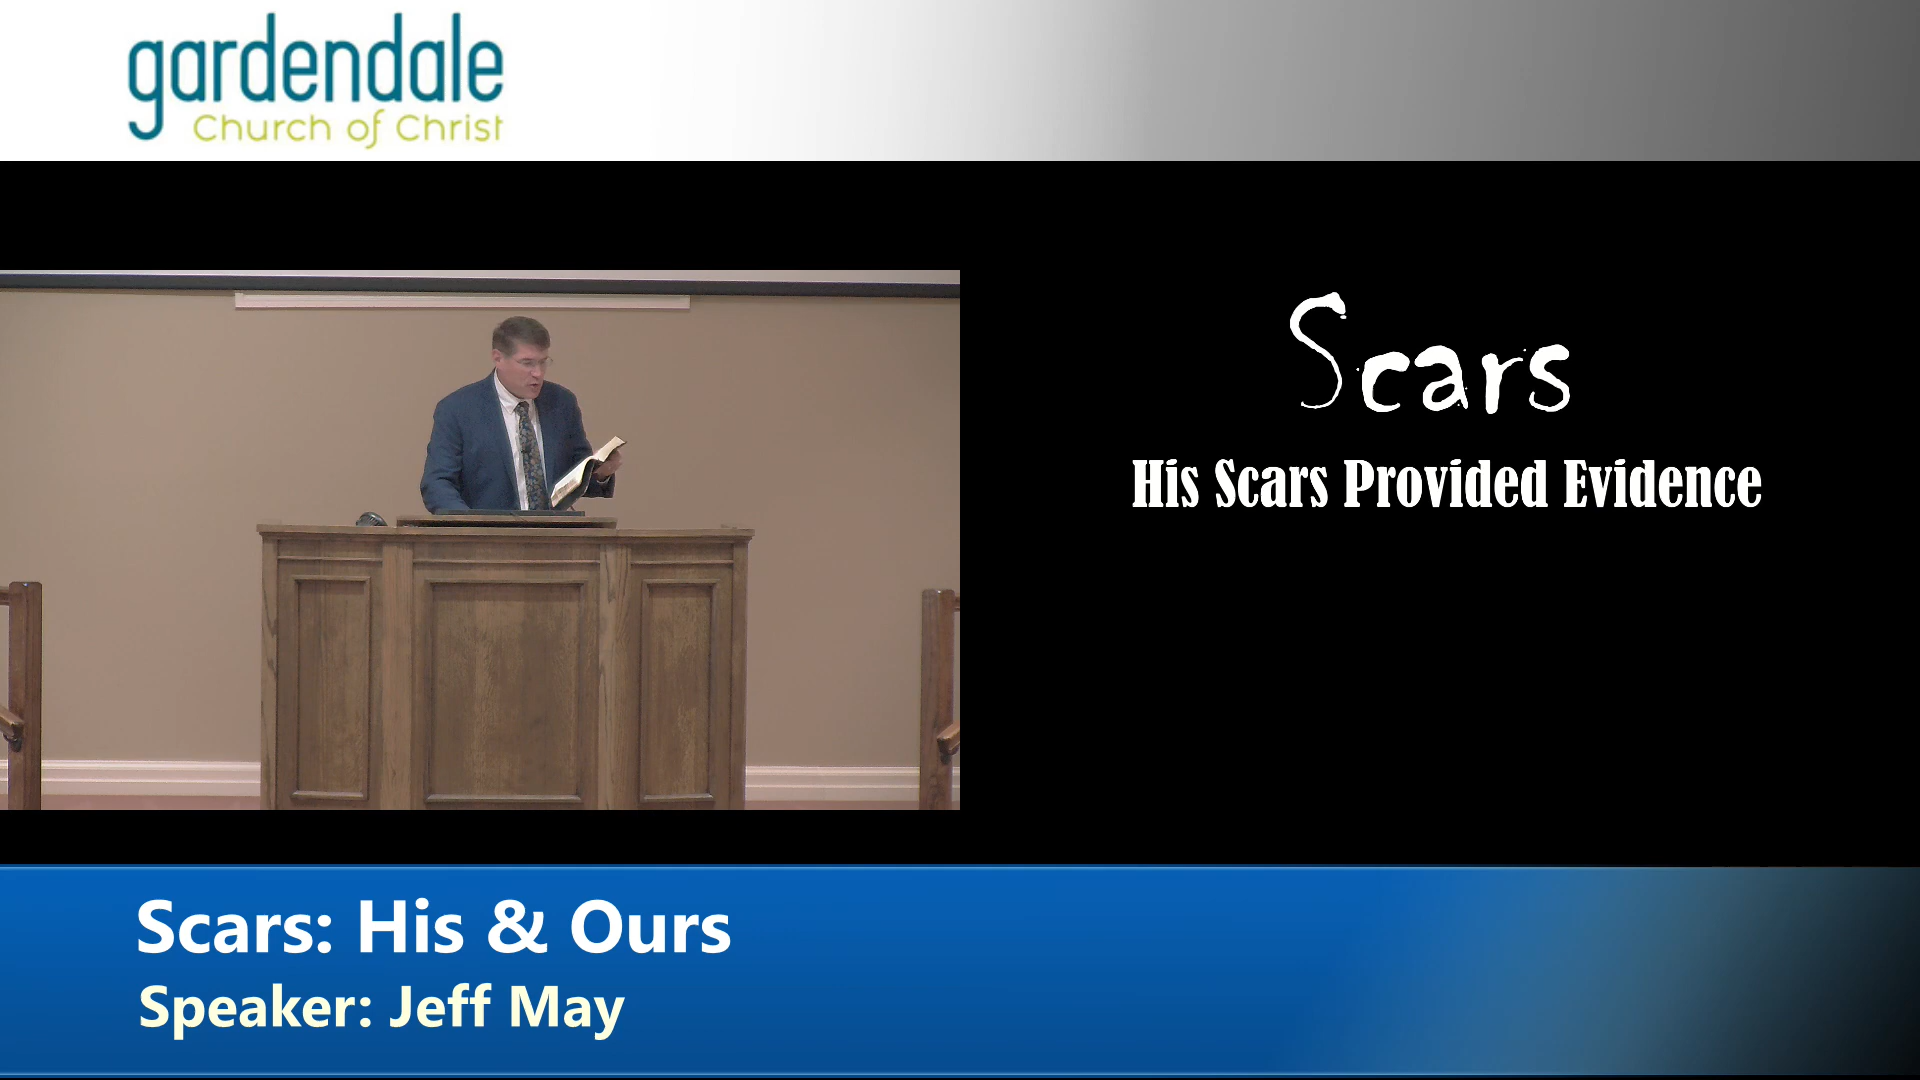 gardendale
Church of Christ
Scars
His Scars Provided Evidence
Scars: His & Ours
Speaker: Jeff May